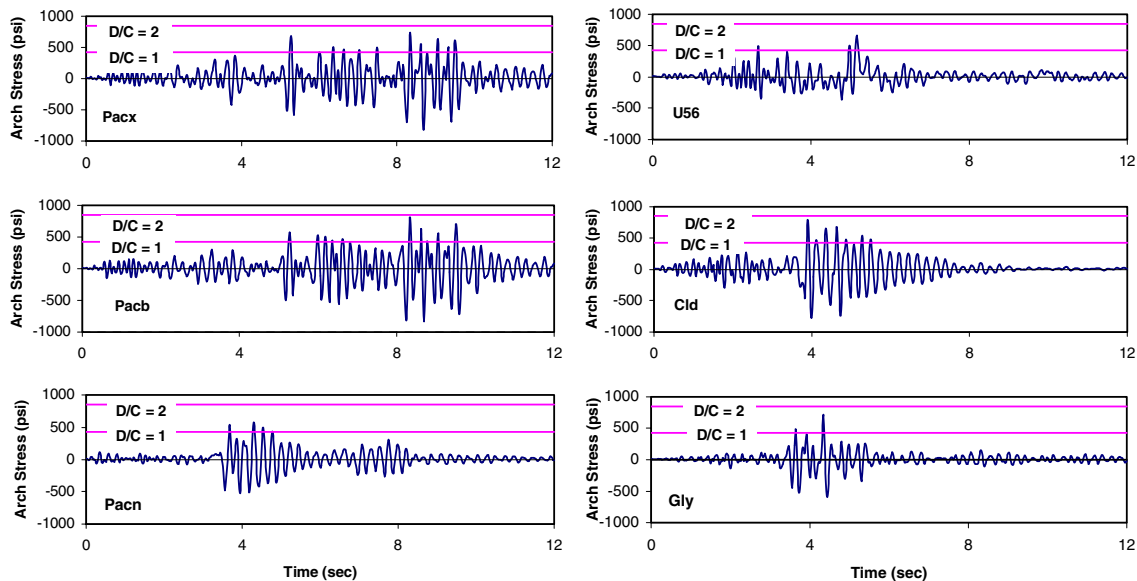 Arch Stress (psi)
1000
500
0
-500
-1000
D/C = 2
D/C = 1
Pacx
0
4
8
12
Arch Stress (psi)
1000
500
0
-500
-1000
D/C = 2
D/C = 1
U56
0
4
8
12
Arch Stress (psi)
1000
500
0
-500
-1000
D/C = 2
D/C = 1
Pacb
0
4
8
12
Arch Stress (psi)
1000
500
0
-500
-1000
D/C = 2
D/C = 1
Cld
0
4
8
12
Arch Stress (psi)
1000
500
0
-500
-1000
D/C = 2
D/C = 1
Pacn
0
4
8
12
Time (sec)
Arch Stress (psi)
1000
500
0
-500
-1000
D/C = 2
D/C = 1
Gly
0
4
8
12
Time (sec)